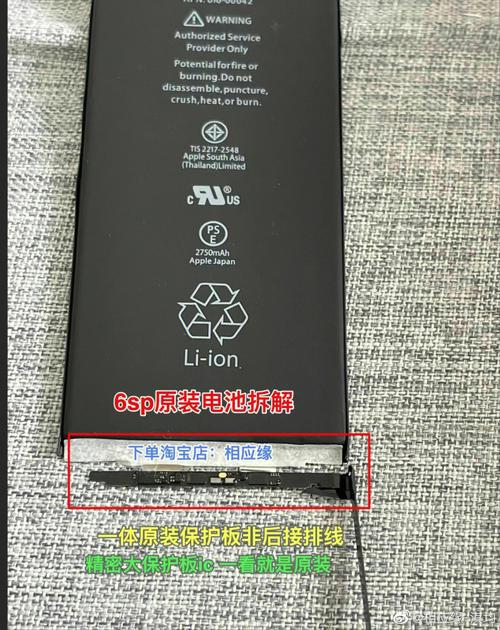 WARNING
Authorized Service
Provider Only
Potential for fire or
burning. Do not
disassemble, puncture,
crush, heat, or burn.
TIS 2217-2548
Apple South Asia
(Thailand) Limited
c RU® US
PS
E
2750mAh
Apple Japan
Li-ion
6sp原装电池拆解
下单淘宝店：相应缘
一体原装保护板非后接排线
精密大保护板ic 一看就是原装